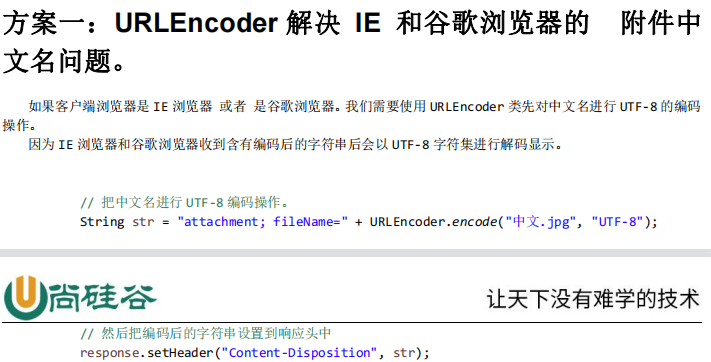 方案一：URLEncoder 解决 IE 和谷歌浏览器的 附件中
文名问题。
如果客户端浏览器是 IE 浏览器 或者 是谷歌浏览器。我们需要使用 URLEncoder 类先对中文名进行 UTF-8 的编码
操作。
因为 IE 浏览器和谷歌浏览器收到含有编码后的字符串后会以 UTF-8 字符集进行解码显示。
// 把中文名进行 UTF-8 编码操作。
String str = "attachment; fileName=" + URLEncoder.encode("中文.jpg", "UTF-8");
尚硅谷 让天下没有难学的技术
// 然后把编码后的字符串设置到响应头中
response.setHeader("Content-Disposition", str);